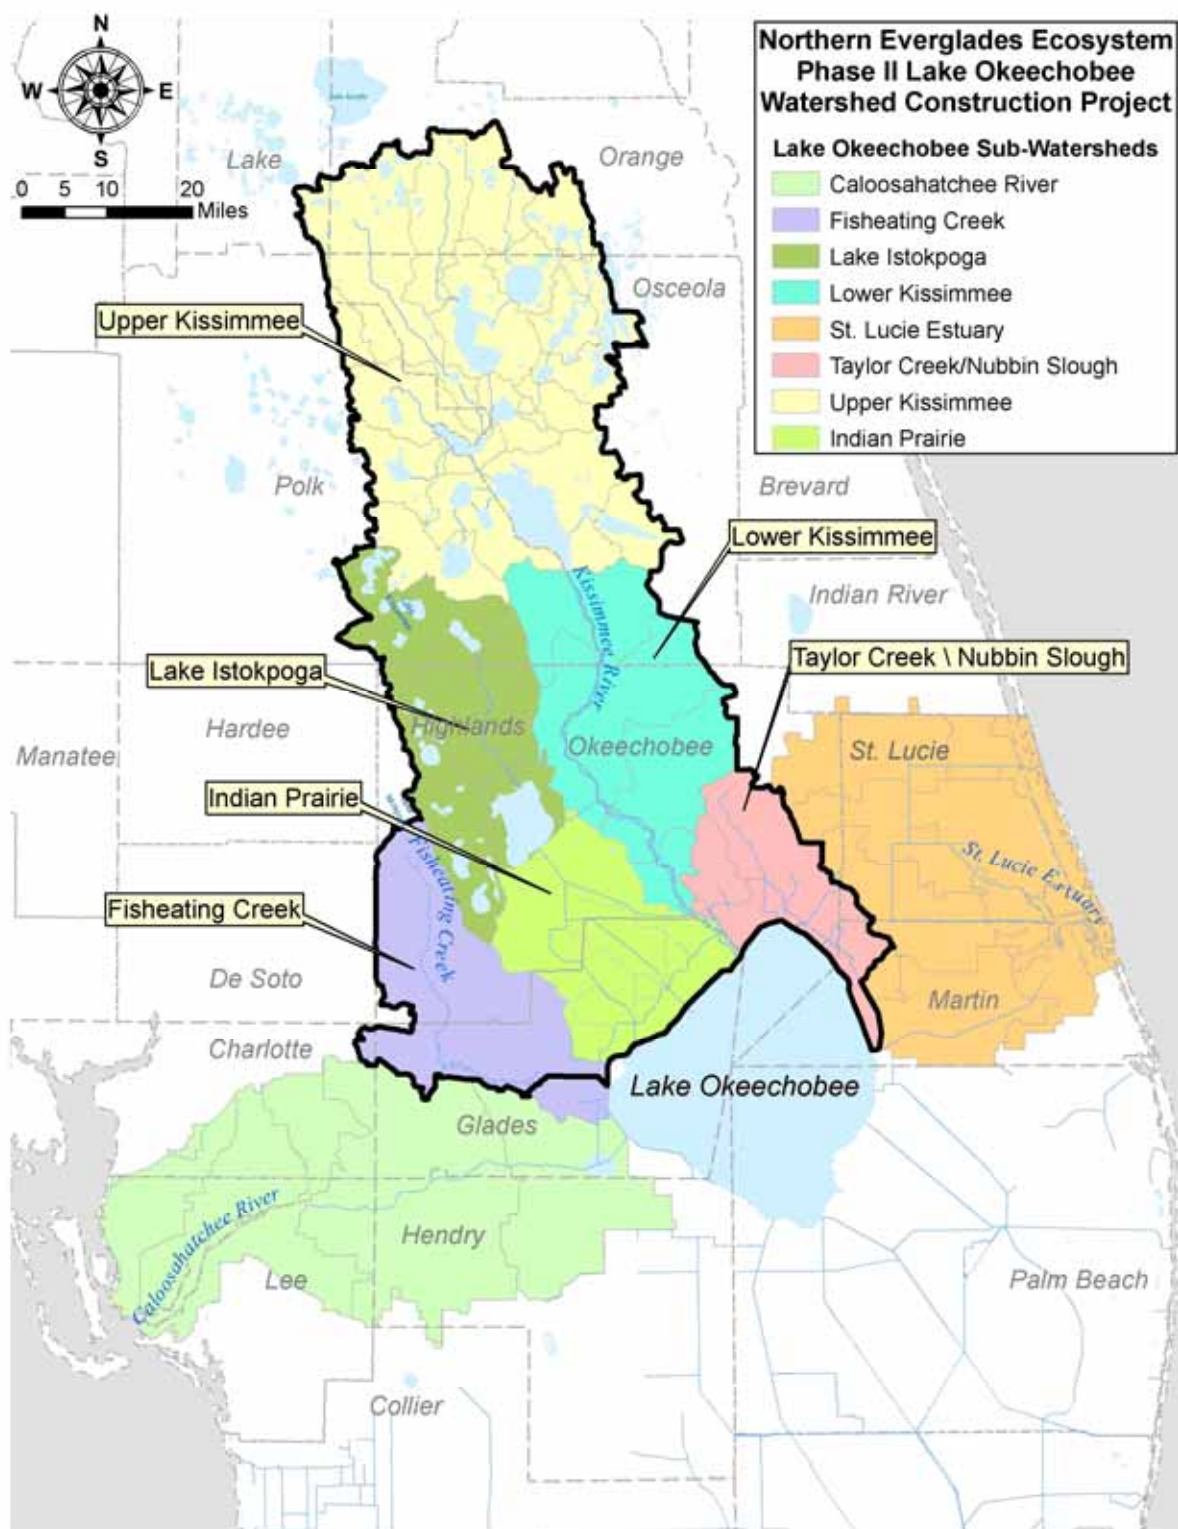 N
W
E
S
0 5 10 20
Miles
Northern Everglades Ecosystem
Phase II Lake Okeechobee
Watershed Construction Project
Lake Okeechobee Sub-Watersheds
Caloosahatchee River
Fisheating Creek
Lake Istokpoga
Lower Kissimmee
St. Lucie Estuary
Taylor Creek/Nubbin Slough
Upper Kissimmee
Indian Prairie
Lake
Orange
Osceola
Upper Kissimmee
Polk
Brevard
Lower Kissimmee
Kissimmee River
Indian River
Taylor Creek \ Nubbin Slough
Lake Istokpoga
Hardee
Highlands
Okeechobee
St. Lucie
Manatee
Indian Prairie
Fisheating Creek
St. Lucie Estuary
Fisheating Creek
De Soto
Martin
Charlotte
Lake Okeechobee
Glades
Caloosahatchee River
Hendry
Lee
Palm Beach
Collier